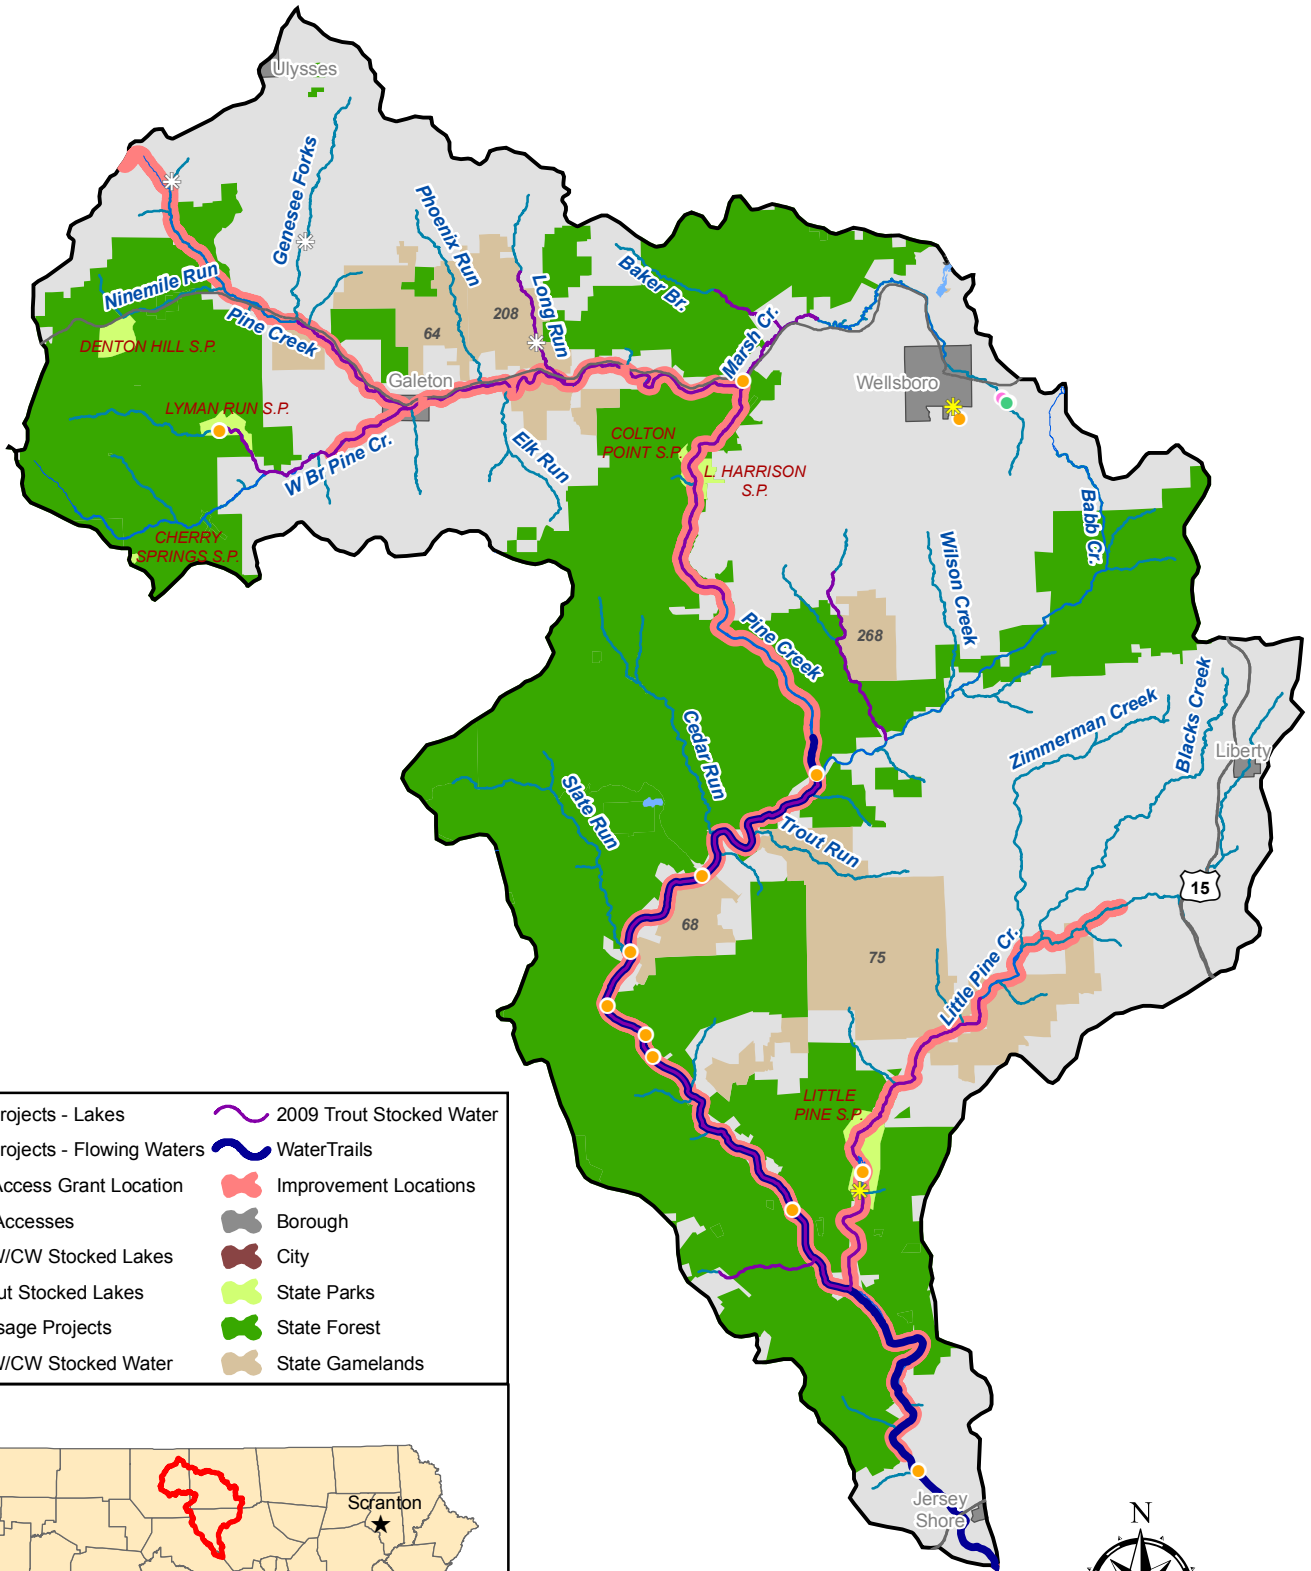 Ulysses
Genesee Forks
Phoenix Run
Long Run
Baker Br.
Marsh Cr.
Ninemile Run
Pine Creek
64
208
DENTON HILL S.P.
Galeton
Wellsboro
LYMAN RUN S.P.
W Br Pine Cr.
Elk Run
COLTON
POINT S.P.
L. HARRISON
S.P.
CHERRY
SPRINGS S.P.
Babb Cr.
Wilson Creek
268
Pine Creek
Cedar Run
Zimmerman Creek
Blacks Creek
Liberty
Slate Run
Trout Run
15
68
75
Little Pine Cr.
LITTLE
PINE S.P.
Jersey
Shore
rojects - Lakes
rojects - Flowing Waters
Access Grant Location
Accesses
W/CW Stocked Lakes
ut Stocked Lakes
sage Projects
W/CW Stocked Water
2009 Trout Stocked Water
WaterTrails
Improvement Locations
Borough
City
State Parks
State Forest
State Gamelands
Scranton
N